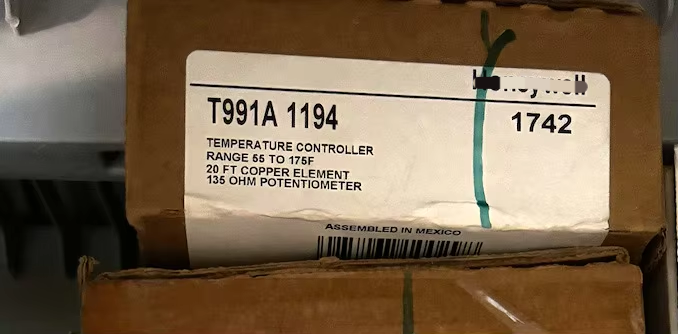 Honeywell
T991A 1194
1742
TEMPERATURE CONTROLLER
RANGE 55 TO 175F
20 FT COPPER ELEMENT
135 OHM POTENTIOMETER
ASSEMBLED IN MEXICO